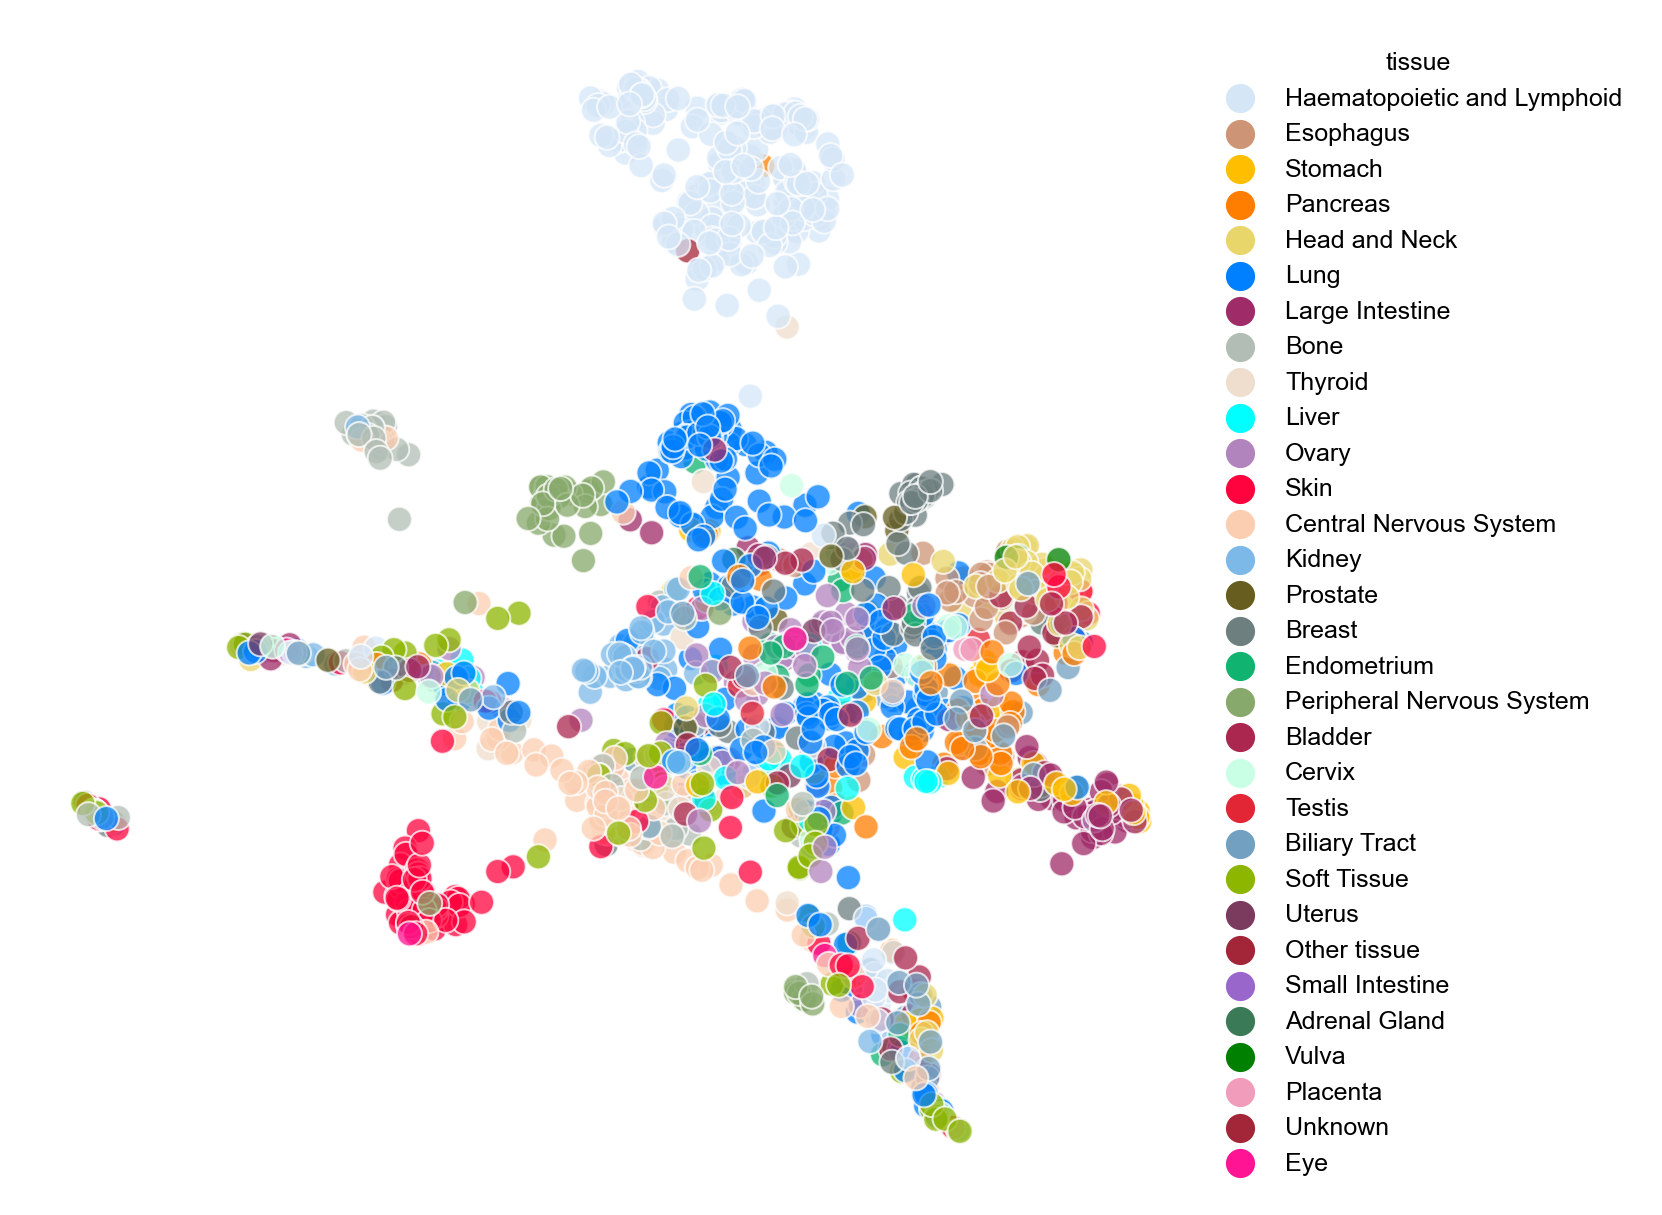 tissue
Haematopoietic and Lymphoid
Esophagus
Stomach
Pancreas
Head and Neck
Lung
Large Intestine
Bone
Thyroid
Liver
Ovary
Skin
Central Nervous System
Kidney
Prostate
Breast
Endometrium
Peripheral Nervous System
Bladder
Cervix
Testis
Biliary Tract
Soft Tissue
Uterus
Other tissue
Small Intestine
Adrenal Gland
Vulva
Placenta
Unknown
Eye